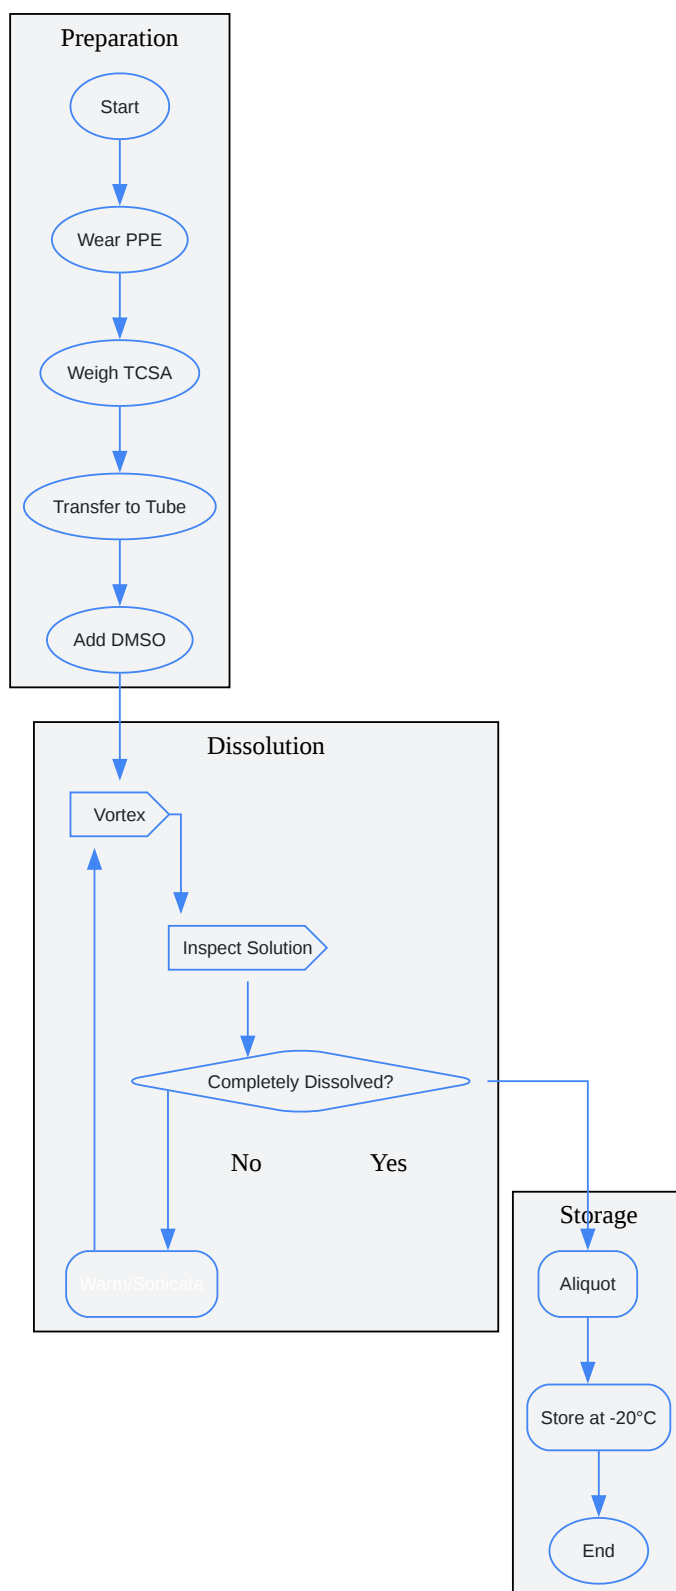 Preparation
Start
Wear PPE
Weigh TCSA
Transfer to Tube
Add DMSO
Dissolution
Vortex
Inspect Solution
Completely Dissolved?
No
Yes
Warm/Sonicate
Storage
Aliquot
Store at -20°C
End